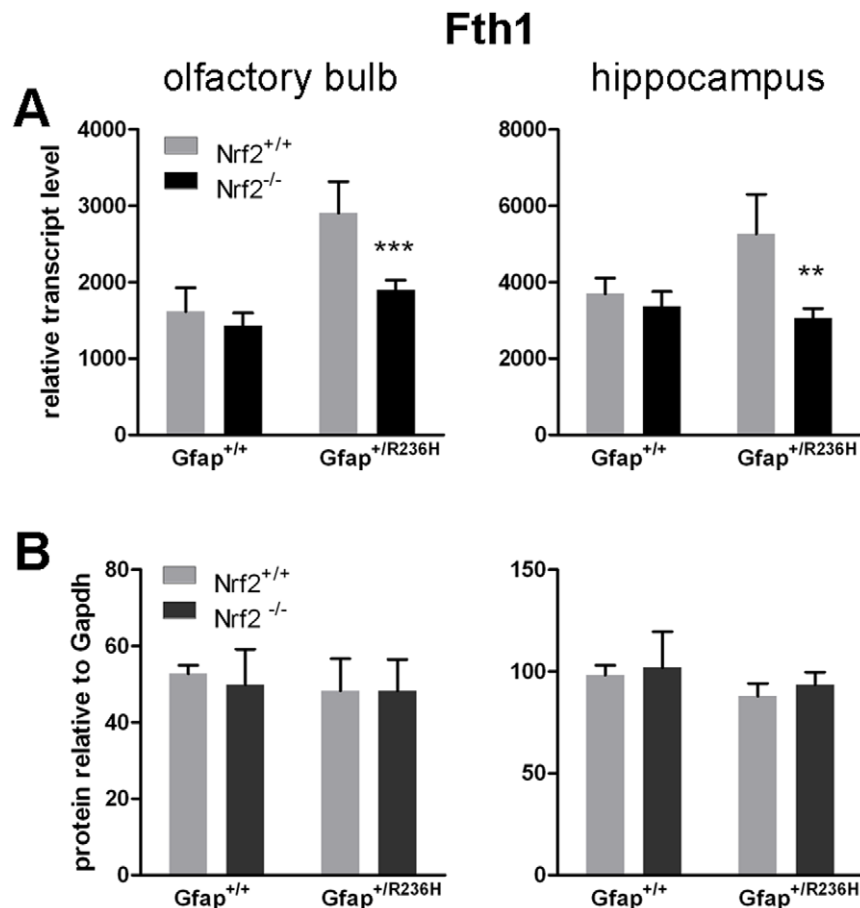 Fth1
olfactory bulb
hippocampus
A
relative transcript level
4000
3000
2000
1000
0
Nrf2+/+
Nrf2-/-
***
Gfap+/+
Gfap+/R236H
8000
6000
4000
2000
0
**
Gfap+/+
Gfap+/R236H
B
protein relative to Gapdh
80
60
40
20
0
Nrf2+/+
Nrf2 -/-
Gfap+/+
Gfap+/R236H
150
100
50
0
Gfap+/+
Gfap+/R236H